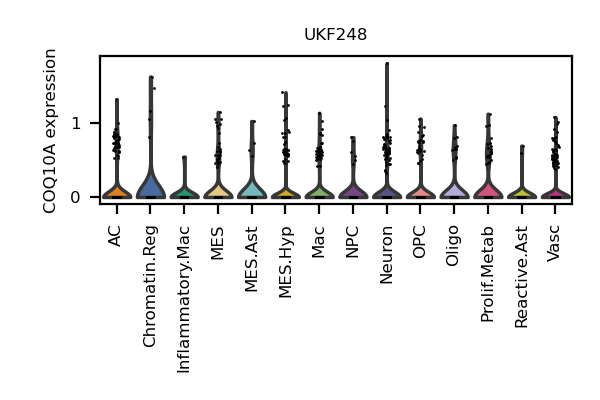 UKF248
COQ10A expression
1
0
AC
Chromatin.Reg
Inflammatory.Mac
MES
MES.Ast
MES.Hyp
Mac
NPC
Neuron
OPC
Oligo
Prolif.Metab
Reactive.Ast
Vasc